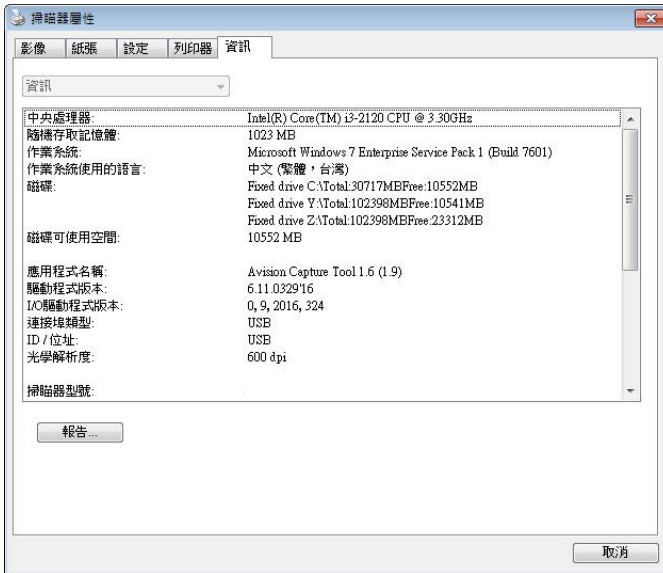 掃瞄器屬性
影像 紙張 設定 列印器 資訊
資訊
中央處理器: Intel(R) Core(TM) i3-2120 CPU @ 3.30GHz
隨機存取記憶體: 1023 MB
作業系統: Microsoft Windows 7 Enterprise Service Pack 1 (Build 7601)
作業系統使用的語言: 中文 (繁體，台灣)
磁碟: Fixed drive C:\Total:30717MBFree:10552MB
Fixed drive Y:\Total:102398MBFree:10541MB
Fixed drive Z:\Total:102398MBFree:23312MB
磁碟可使用空間: 10552 MB
應用程式名稱: Avision Capture Tool 1.6 (1.9)
驅動程式版本: 6.11.0329'16
I/O驅動程式版本: 0, 9, 2016, 324
連接埠類型: USB
ID / 位址: USB
光學解析度: 600 dpi
掃瞄器型號:
報告...
取消